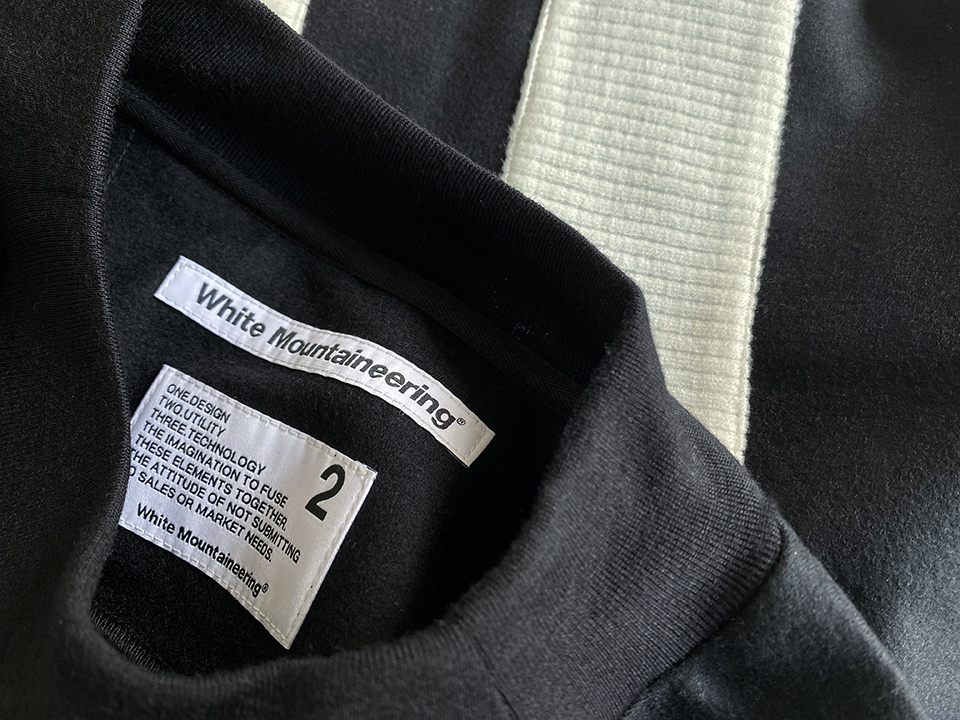 White Mountaineering®
ONE.DESIGN
TWO.UTILITY
THREE.TECHNOLOGY
THE IMAGINATION TO FUSE
THESE ELEMENTS TOGETHER.
THE ATTITUDE OF NOT SUBMITTING
SALES OR MARKET NEEDS.
2
White Mountaineering®